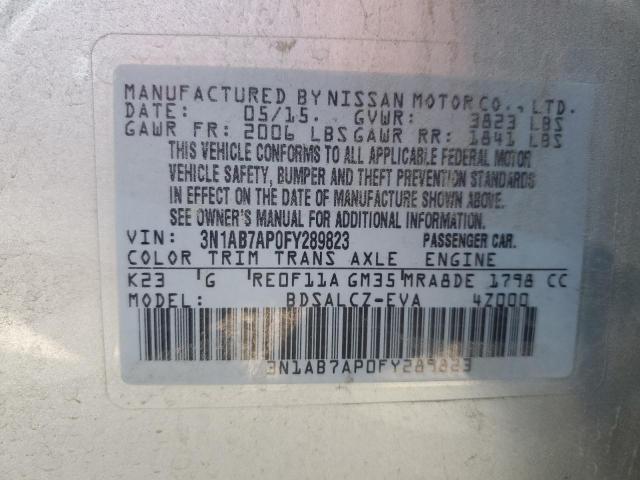 MANUFACTURED BY NISSAN MOTOR CO., LTD.
DATE: 05/15. GVWR: 3823 LBS
GAWR FR: 2006 LBS GAWR RR: 1841 LBS
THIS VEHICLE CONFORMS TO ALL APPLICABLE FEDERAL MOTOR
VEHICLE SAFETY, BUMPER AND THEFT PREVENTION STANDARDS
IN EFFECT ON THE DATE OF MANUFACTURE SHOWN ABOVE.
SEE OWNER'S MANUAL FOR ADDITIONAL INFORMATION.
VIN: 3N1AB7AP0FY289823 PASSENGER CAR.
COLOR TRIM TRANS AXLE ENGINE
K23 G RE0F11A GM35 MRA8DE 1798 CC
MODEL: BDSALCZ-EVA 4Z000
3N1AB7AP0FY289823